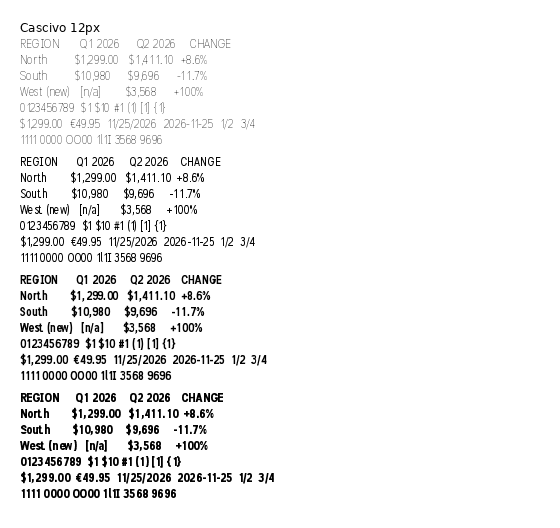 Cascivo 12px
REGION Q1 2026 Q2 2026 CHANGE
North $1,299.00 $1,411.10 +8.6%
South $10,980 $9,696 -11.7%
West (new) [n/a] $3,568 +100%
0123456789 $1 $10 #1 (1) [1] {1}
$1,299.00 €49.95 11/25/2026 2026-11-25 1/2 3/4
1111 0000 OOOO 1l1I 3568 9696
REGION Q1 2026 Q2 2026 CHANGE
North $1,299.00 $1,411.10 +8.6%
South $10,980 $9,696 -11.7%
West (new) [n/a] $3,568 +100%
0123456789 $1 $10 #1 (1) [1] {1}
$1,299.00 €49.95 11/25/2026 2026-11-25 1/2 3/4
1111 0000 OOOO 1l1I 3568 9696
REGION Q1 2026 Q2 2026 CHANGE
North $1,299.00 $1,411.10 +8.6%
South $10,980 $9,696 -11.7%
West (new) [n/a] $3,568 +100%
0123456789 $1 $10 #1 (1) [1] {1}
$1,299.00 €49.95 11/25/2026 2026-11-25 1/2 3/4
1111 0000 OOOO 1l1I 3568 9696
REGION Q1 2026 Q2 2026 CHANGE
North $1,299.00 $1,411.10 +8.6%
South $10,980 $9,696 -11.7%
West (new) [n/a] $3,568 +100%
0123456789 $1 $10 #1 (1) [1] {1}
$1,299.00 €49.95 11/25/2026 2026-11-25 1/2 3/4
1111 0000 OOOO 1l1I 3568 9696